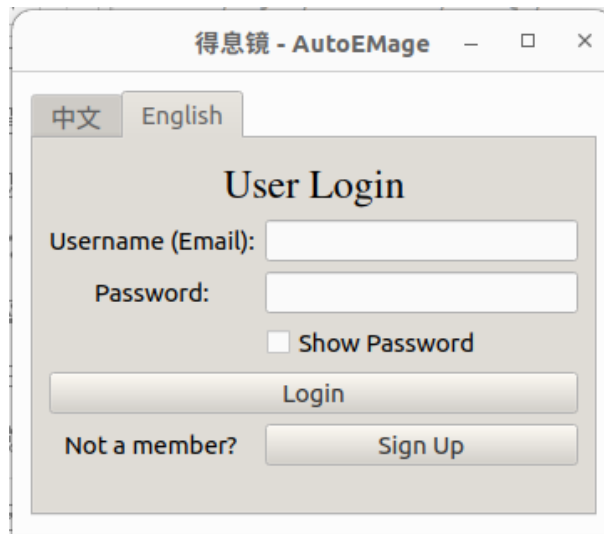 得息镜 - AutoEMage
中文 English
User Login
Username (Email):
Password:
Show Password
Login
Not a member? Sign Up